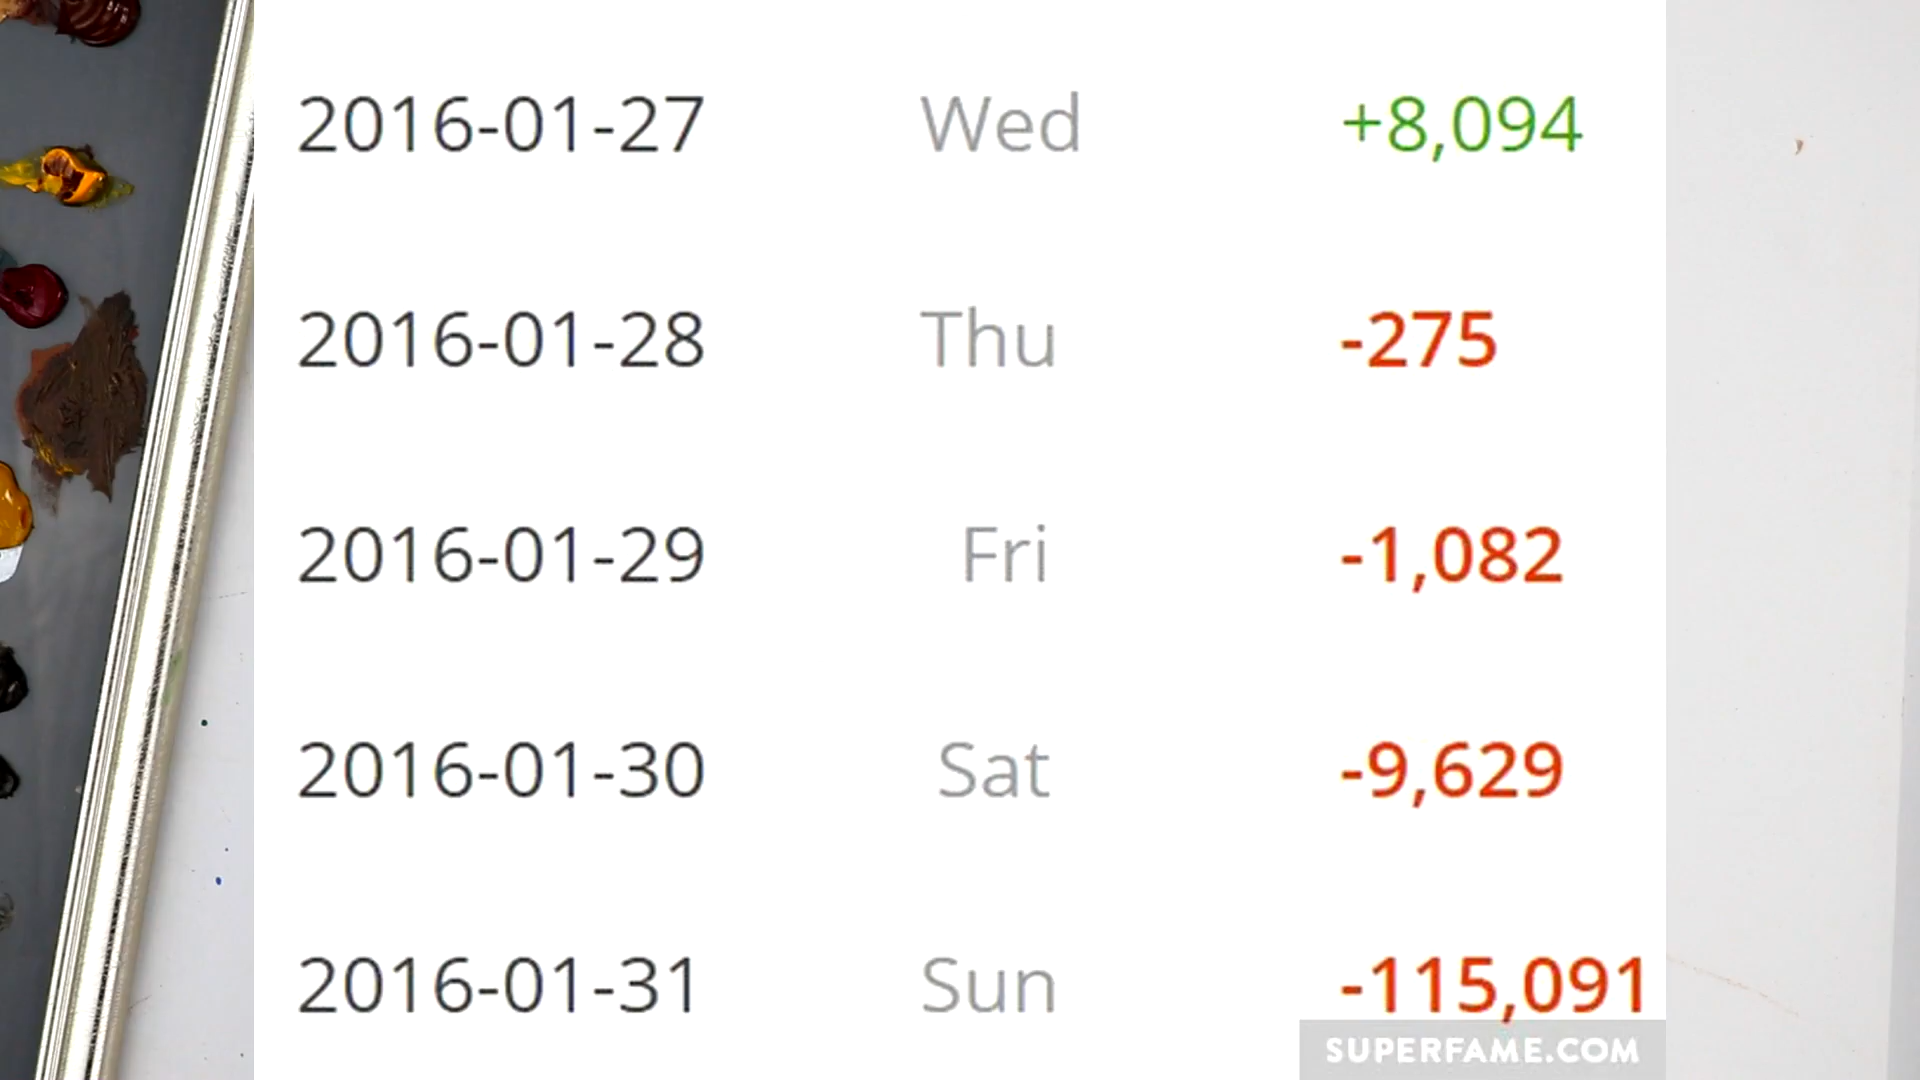 2016-01-27 Wed +8,094
2016-01-28 Thu -275
2016-01-29 Fri -1,082
2016-01-30 Sat -9,629
2016-01-31 Sun -115,091
SUPERFAME.COM